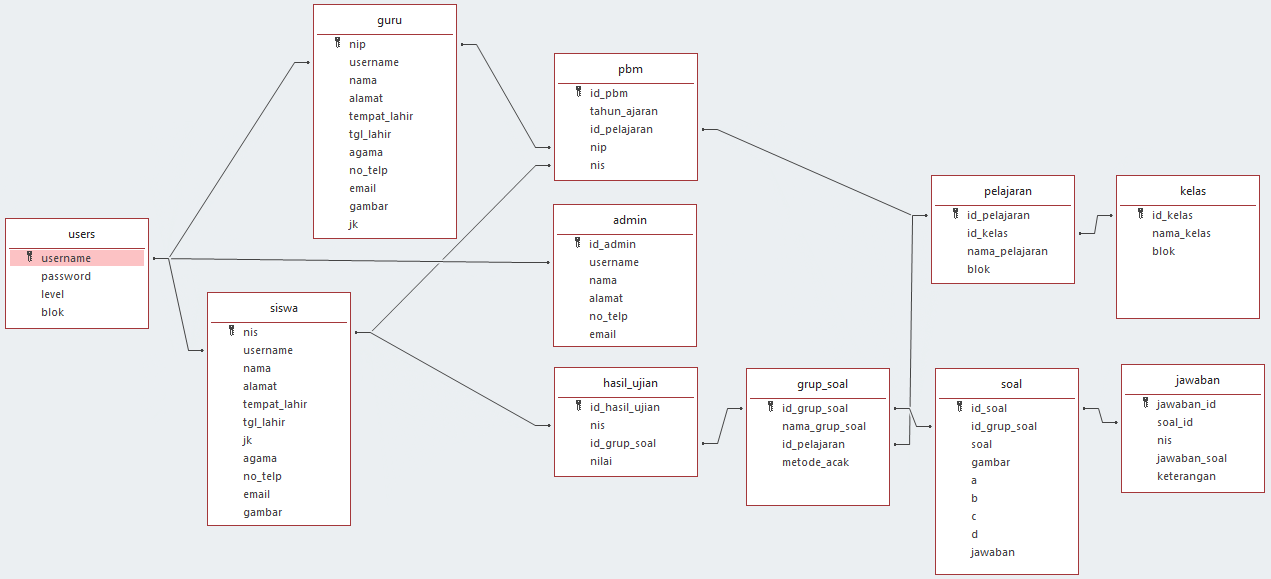 guru
nip
username
nama
alamat
tempat_lahir
tgl_lahir
agama
no_telp
email
gambar
jk
pbm
id_pbm
tahun_ajaran
id_pelajaran
nip
nis
pelajaran
id_pelajaran
id_kelas
nama_pelajaran
blok
kelas
id_kelas
nama_kelas
blok
users
username
password
level
blok
admin
id_admin
username
nama
alamat
no_telp
email
siswa
nis
username
nama
alamat
tempat_lahir
tgl_lahir
jk
agama
no_telp
email
gambar
hasil_ujian
id_hasil_ujian
nis
id_grup_soal
nilai
grup_soal
id_grup_soal
nama_grup_soal
id_pelajaran
metode_acak
soal
id_soal
id_grup_soal
soal
gambar
a
b
c
d
jawaban
jawaban
jawaban_id
soal_id
nis
jawaban_soal
keterangan